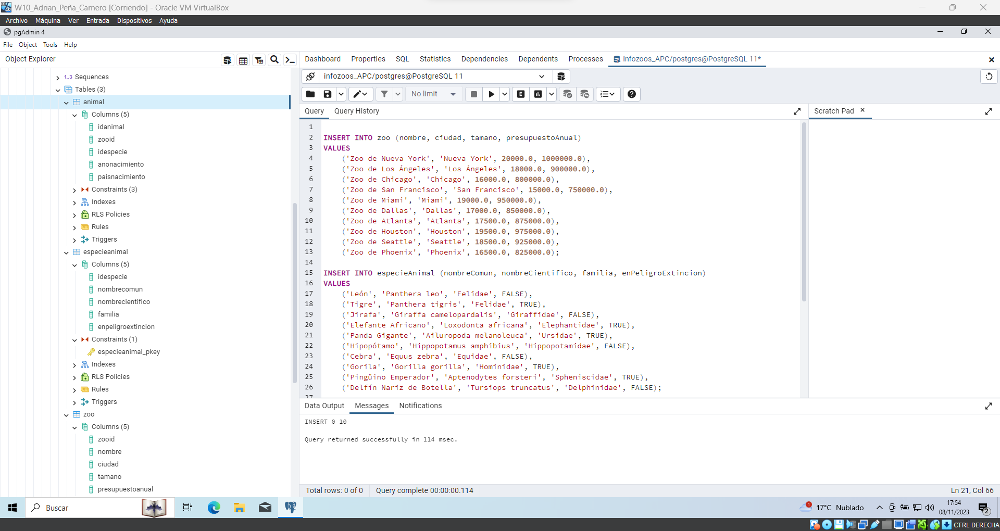 W10_Adrian_Peña_Carnero [Corriendo] - Oracle VM VirtualBox
Archivo Máquina Ver Entrada Dispositivos Ayuda
pgAdmin 4
File Object Tools Help
Object Explorer
1..3 Sequences
Tables (3)
animal
Columns (5)
idanimal
zooid
idespecie
anonacimiento
paisnacimiento
Constraints (3)
Indexes
RLS Policies
Rules
Triggers
especieanimal
Columns (5)
idespecie
nombrecomun
nombrecientifico
familia
enpeligroextincion
Constraints (1)
especieanimal_pkey
Indexes
RLS Policies
Rules
Triggers
zoo
Columns (5)
zooid
nombre
ciudad
tamano
presupuestoanual
Dashboard Properties SQL Statistics Dependencies Dependents Processes infozoos_APC/postgres@PostgreSQL 11*
infozoos_APC/postgres@PostgreSQL 11
No limit
E
Query Query History
Scratch Pad
1
2 INSERT INTO zoo (nombre, ciudad, tamano, presupuestoAnual)
3 VALUES
4 ('Zoo de Nueva York', 'Nueva York', 20000.0, 1000000.0),
5 ('Zoo de Los Ángeles', 'Los Ángeles', 18000.0, 900000.0),
6 ('Zoo de Chicago', 'Chicago', 16000.0, 800000.0),
7 ('Zoo de San Francisco', 'San Francisco', 15000.0, 750000.0),
8 ('Zoo de Miami', 'Miami', 19000.0, 950000.0),
9 ('Zoo de Dallas', 'Dallas', 17000.0, 850000.0),
10 ('Zoo de Atlanta', 'Atlanta', 17500.0, 875000.0),
11 ('Zoo de Houston', 'Houston', 19500.0, 975000.0),
12 ('Zoo de Seattle', 'Seattle', 18500.0, 925000.0),
13 ('Zoo de Phoenix', 'Phoenix', 16500.0, 825000.0);
14
15 INSERT INTO especieAnimal (nombreComun, nombreCientifico, familia, enPeligroExtincion)
16 VALUES
17 ('León', 'Panthera leo', 'Felidae', FALSE),
18 ('Tigre', 'Panthera tigris', 'Felidae', TRUE),
19 ('Jirafa', 'Giraffa camelopardalis', 'Giraffidae', FALSE),
20 ('Elefante Africano', 'Loxodonta africana', 'Elephantidae', TRUE),
21 ('Panda Gigante', 'Ailuropoda melanoleuca', 'Ursidae', TRUE),
22 ('Hipopótamo', 'Hippopotamus amphibius', 'Hippopotamidae', FALSE),
23 ('Cebra', 'Equus zebra', 'Equidae', FALSE),
24 ('Gorila', 'Gorilla gorilla', 'Hominidae', TRUE),
25 ('Pingüino Emperador', 'Aptenodytes forsteri', 'Spheniscidae', TRUE),
26 ('Delfín Nariz de Botella', 'Tursiops truncatus', 'Delphinidae', FALSE);
27
Data Output Messages Notifications
INSERT 0 10
Query returned successfully in 114 msec.
Total rows: 0 of 0 Query complete 00:00:00.114 Ln 21, Col 66
Buscar
1 17°C Nublado
17:54
08/11/2023
2
CTRL DERECHA